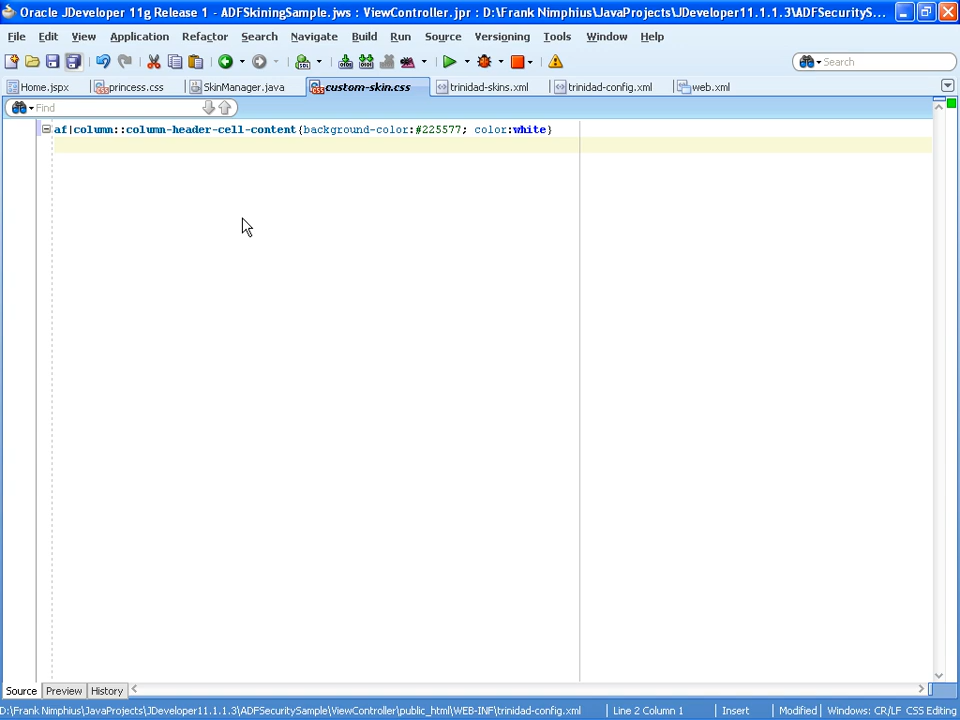 Oracle JDeveloper 11g Release 1 - ADFSkiningSample.jws : ViewController.jpr : D:\Frank Nimphius\JavaProjects\JDeveloper11.1.1.3\ADFSecurityS...
File Edit View Application Refactor Search Navigate Build Run Source Versioning Tools Window Help
Search
Home.jspx princess.css SkinManager.java custom-skin.css trinidad-skins.xml trinidad-config.xml web.xml
Find
af|column::column-header-cell-content{background-color:#225577; color:white}
Source Preview History
D:\Frank Nimphius\JavaProjects\JDeveloper11.1.1.3\ADFSecuritySample\ViewController\public_html\WEB-INF\trinidad-config.xml Line 2 Column 1 Insert Modified Windows: CR/LF CSS Editing